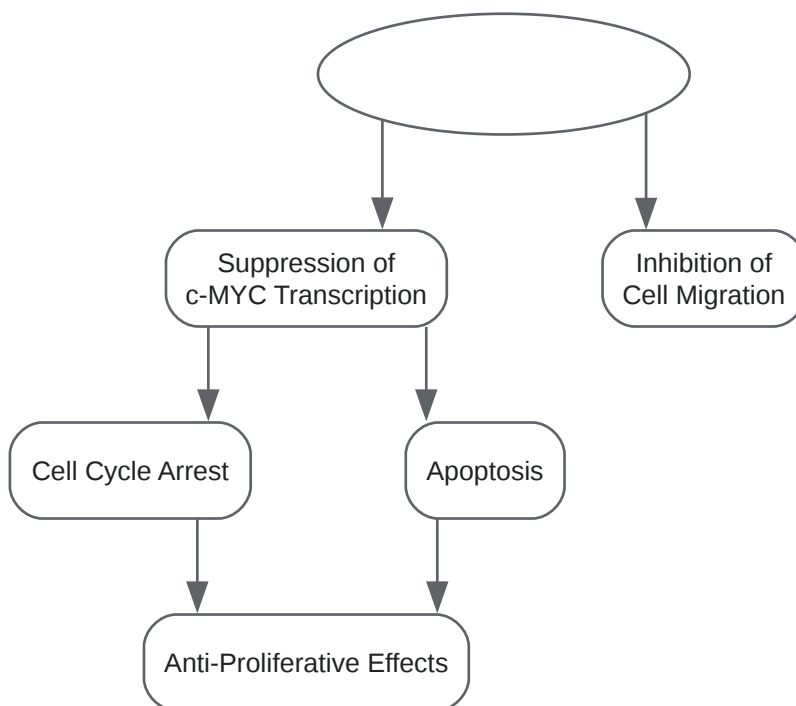 Suppression of
c-MYC Transcription
Inhibition of
Cell Migration
Cell Cycle Arrest
Apoptosis
Anti-Proliferative Effects